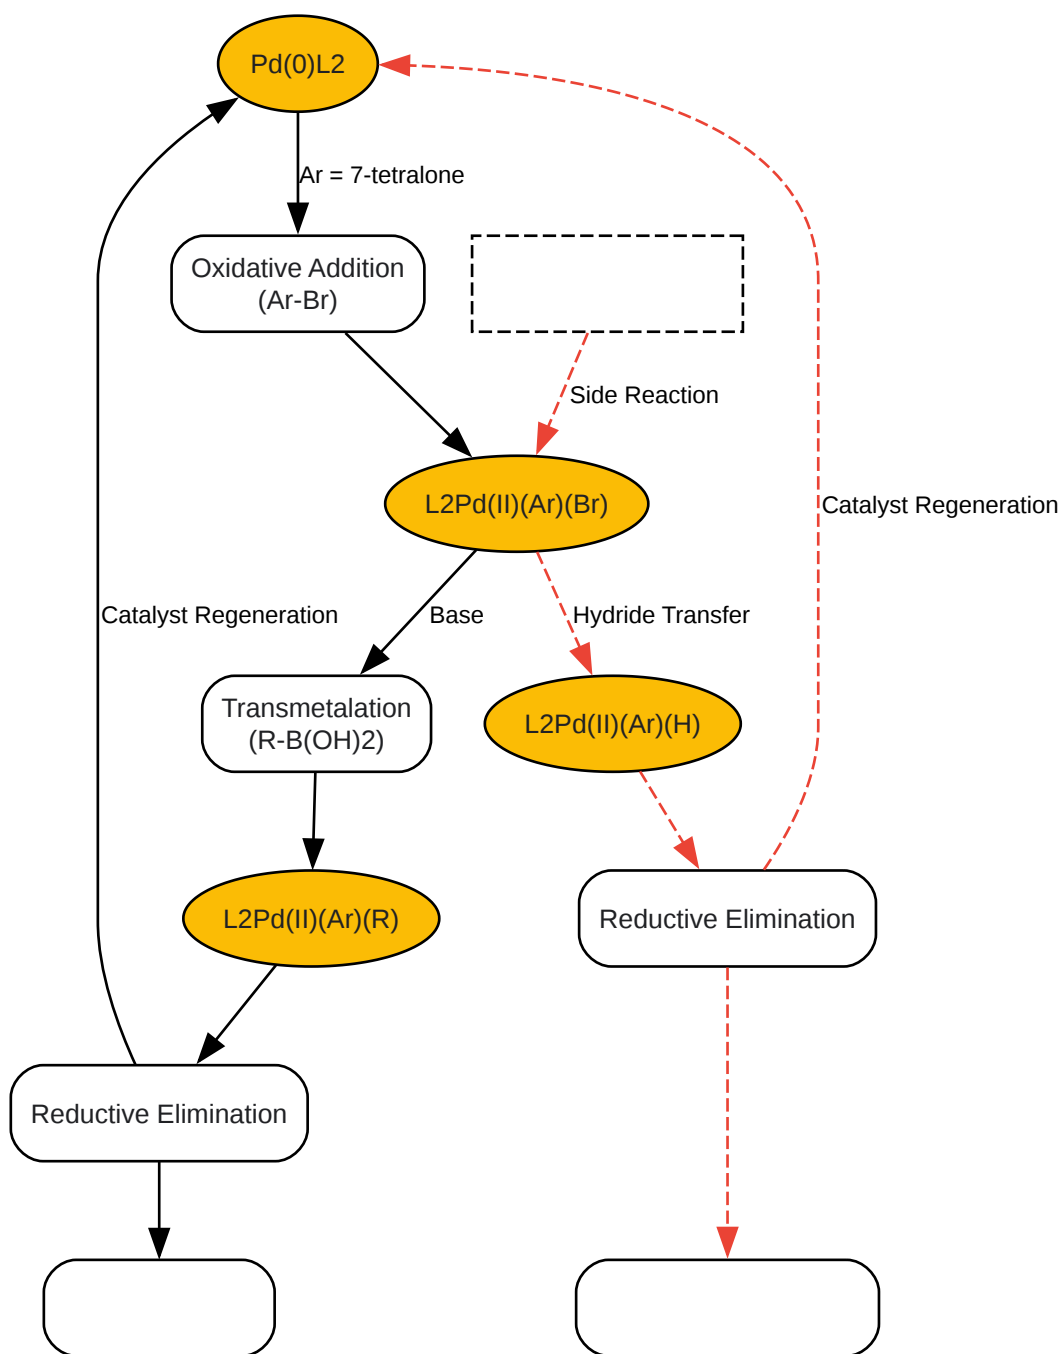 Pd(0)L2
Ar = 7-tetralone
Oxidative Addition
(Ar-Br)
Side Reaction
L2Pd(II)(Ar)(Br)
Catalyst Regeneration
Catalyst Regeneration
Base
Hydride Transfer
Transmetalation
(R-B(OH)2)
L2Pd(II)(Ar)(H)
L2Pd(II)(Ar)(R)
Reductive Elimination
Reductive Elimination